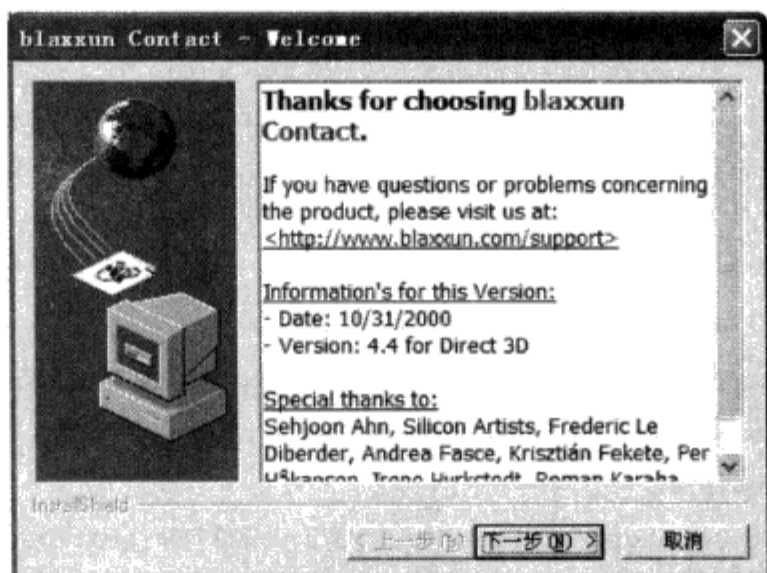 blaxxun Contact - Welcome
Thanks for choosing blaxxun
Contact.
If you have questions or problems concerning
the product, please visit us at:
<http://www.blaxxun.com/support>
Information's for this Version:
- Date: 10/31/2000
- Version: 4.4 for Direct 3D
Special thanks to:
Sehjoon Ahn, Silicon Artists, Frederic Le
Diberder, Andrea Fasce, Krisztián Fekete, Per
InstallShield
< 上一步(B) 下一步(N) > 取消